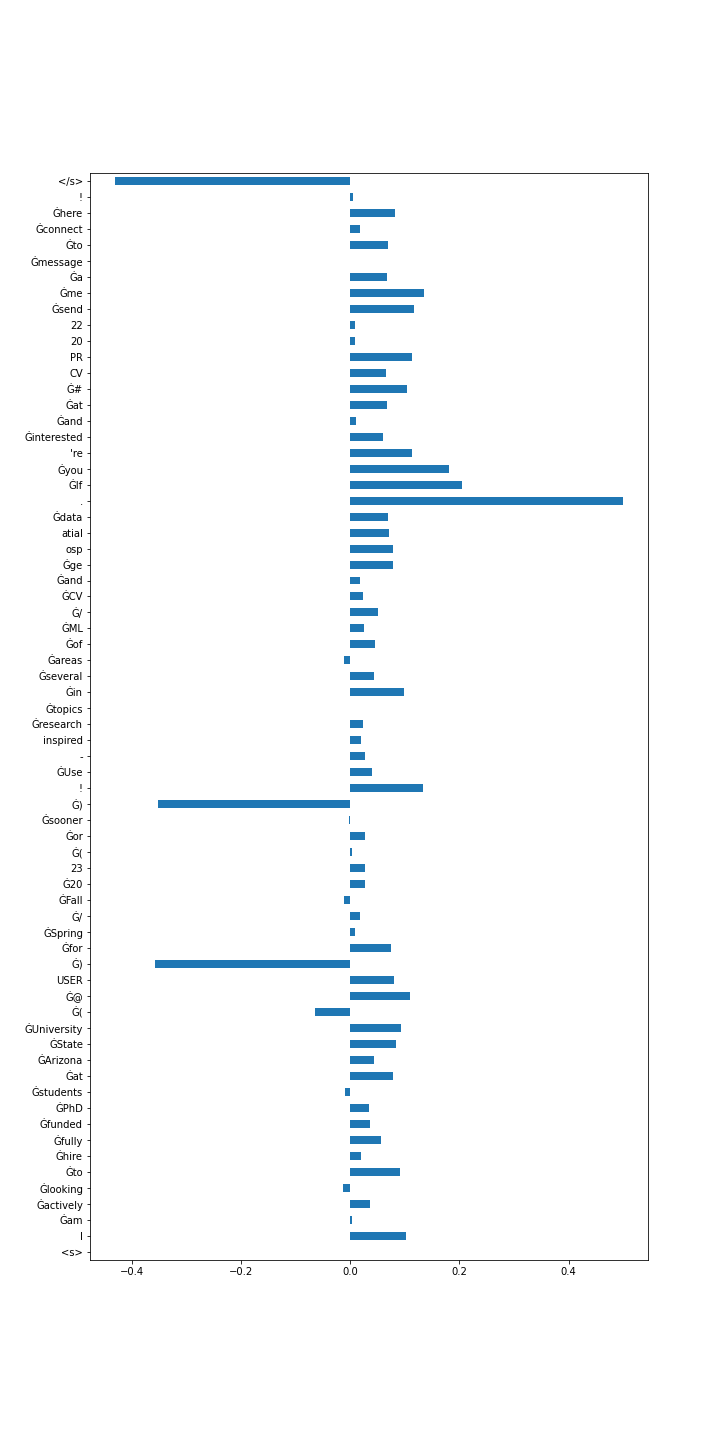 </s>
!
Ġhere
Ġconnect
Ġto
Ġmessage
Ġa
Ġme
Ġsend
22
20
PR
CV
Ġ#
Ġat
Ġand
Ġinterested
're
Ġyou
ĠIf
.
Ġdata
atial
osp
Ġge
Ġand
ĠCV
Ġ/
ĠML
Ġof
Ġareas
Ġseveral
Ġin
Ġtopics
Ġresearch
inspired
-
ĠUse
!
Ġ)
Ġsooner
Ġor
Ġ(
23
Ġ20
ĠFall
Ġ/
ĠSpring
Ġfor
Ġ)
USER
Ġ@
Ġ(
ĠUniversity
ĠState
ĠArizona
Ġat
Ġstudents
ĠPhD
Ġfunded
Ġfully
Ġhire
Ġto
Ġlooking
Ġactively
Ġam
I
<s>
−0.4 −0.2 0.0 0.2 0.4